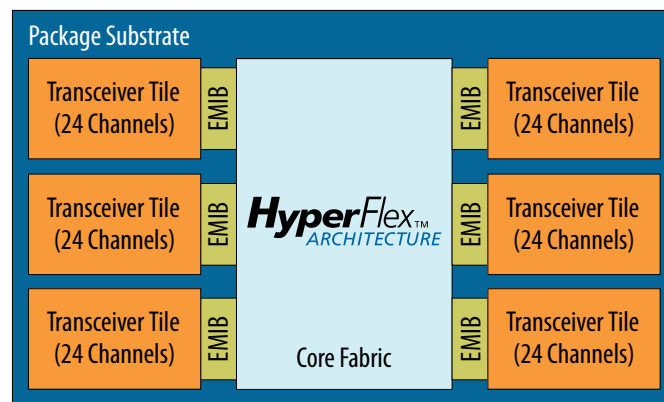 Package Substrate
Transceiver Tile
(24 Channels)
EMIB
EMIB
Transceiver Tile
(24 Channels)
Transceiver Tile
(24 Channels)
EMIB
HyperFlex™
ARCHITECTURE
EMIB
Transceiver Tile
(24 Channels)
Transceiver Tile
(24 Channels)
EMIB
Core Fabric
EMIB
Transceiver Tile
(24 Channels)